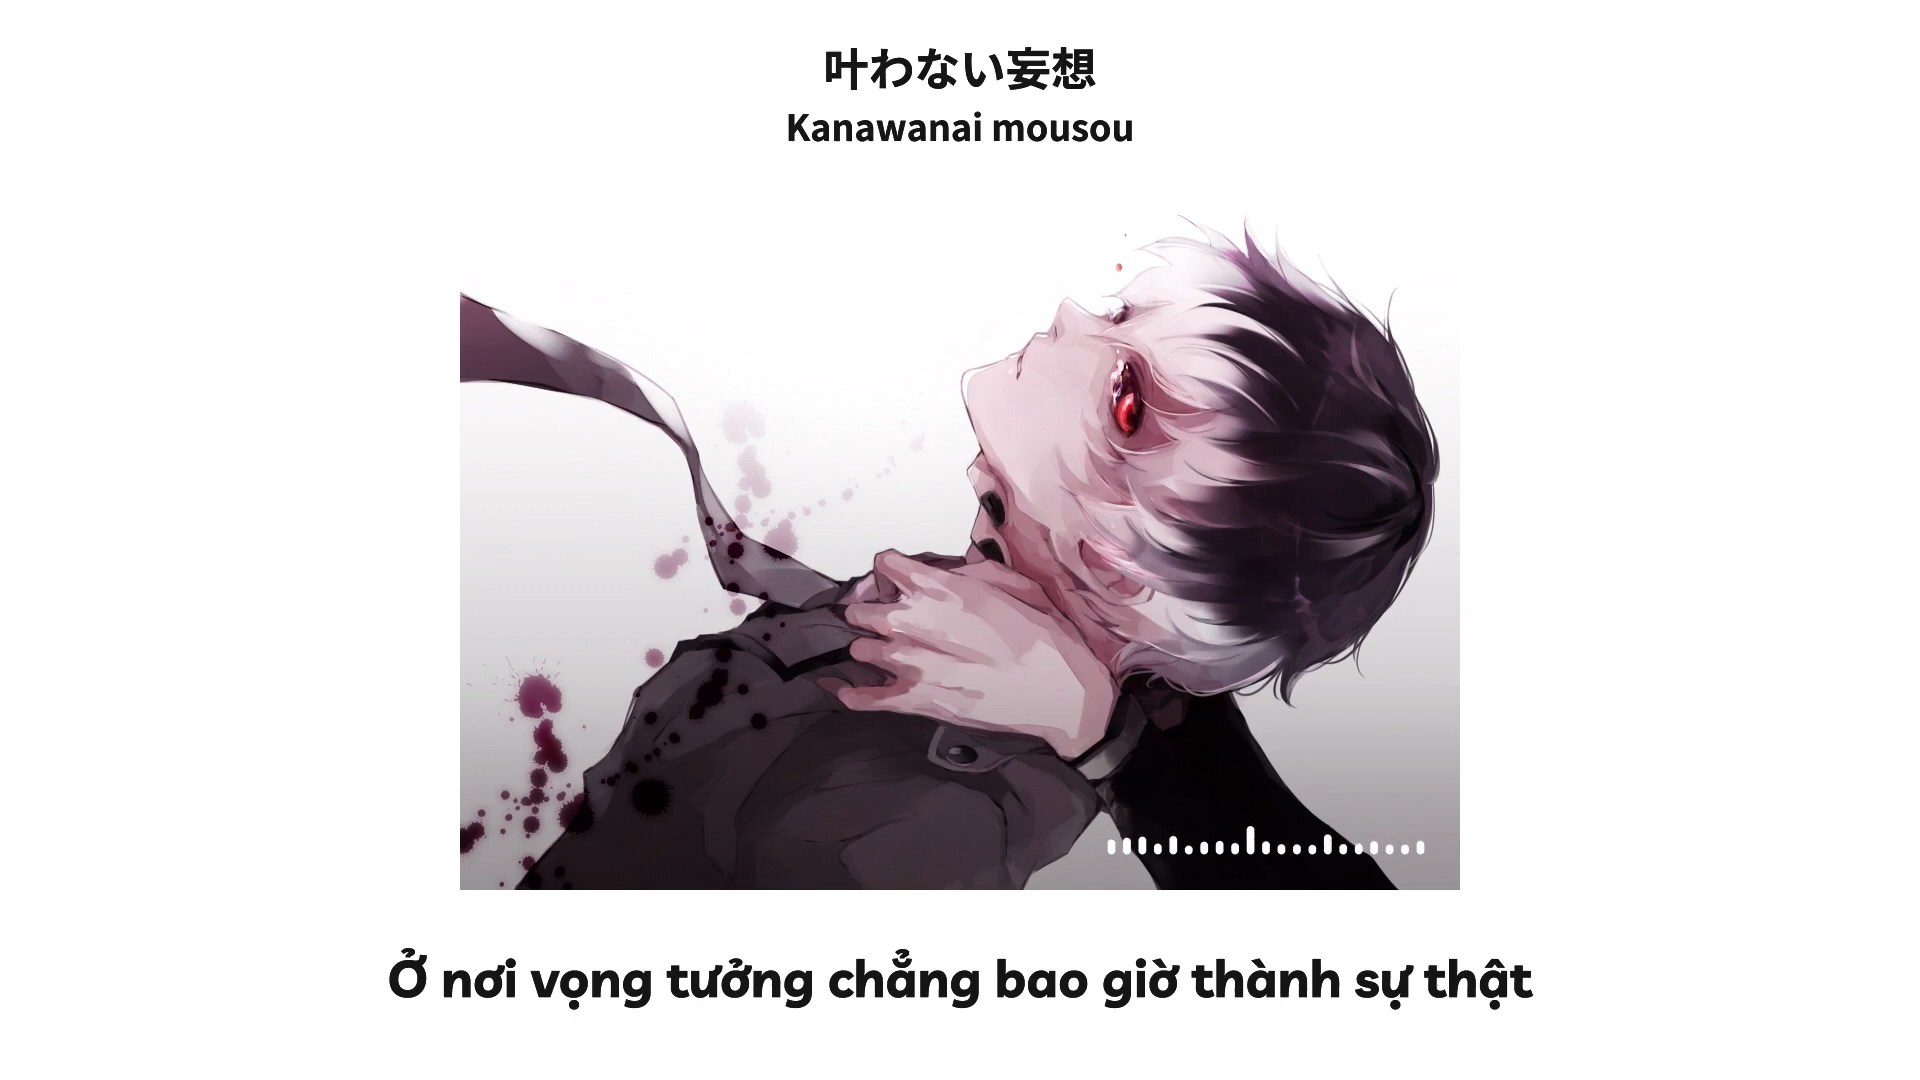 叶わない妄想
Kanawanai mousou
Ở nơi vọng tưởng chẳng bao giờ thành sự thật